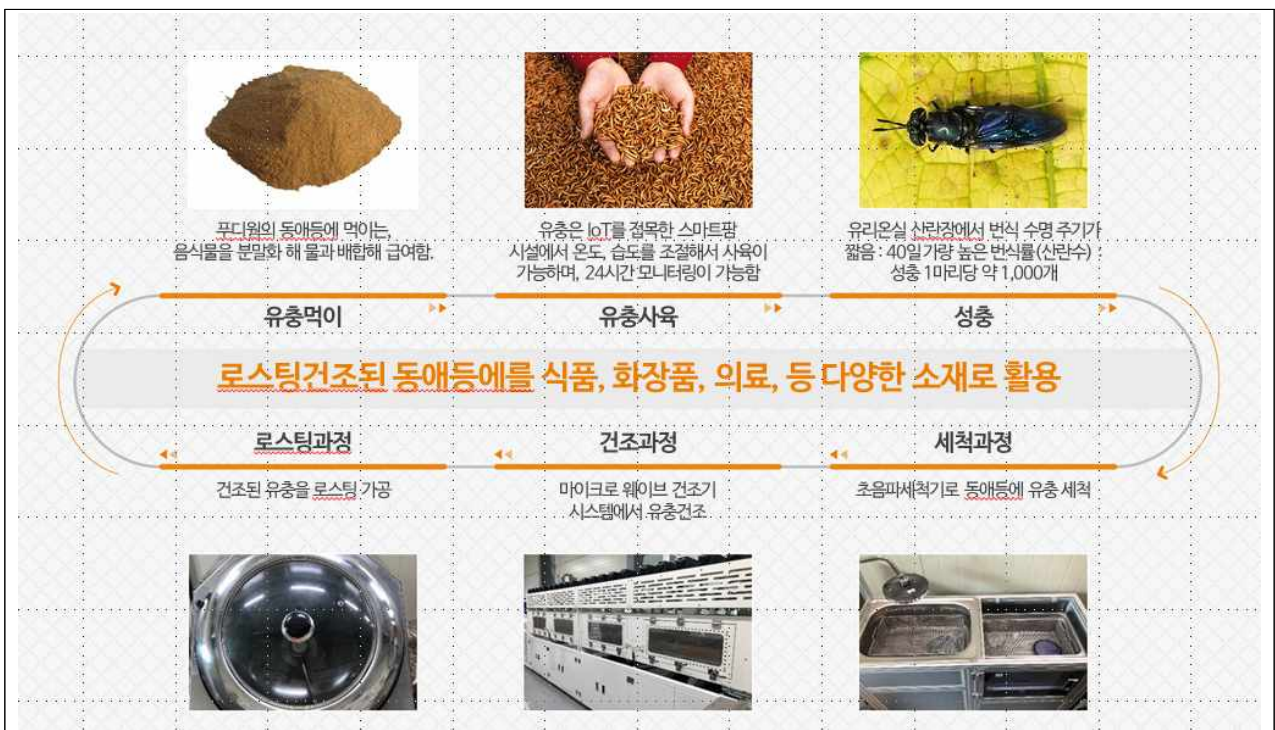 푸디웜의 동애등에 먹이는,
음식물을 분말화 해 물과 배합해 급여함.
유충은 IoT를 접목한 스마트팜
시설에서 온도, 습도를 조절해서 사육이
가능하며, 24시간 모니터링이 가능함
유리온실 산란장에서 번식 수명 주기가
짧음 : 40일가량 높은 번식률(산란수) :
성충 1마리당 약 1,000개
유충먹이
유충사육
성충
로스팅건조된 동애등에를 식품, 화장품, 의료, 등 다양한 소재로 활용
로스팅과정
건조과정
세척과정
건조된 유충을 로스팅 가공
마이크로 웨이브 건조기
시스템에서 유충건조
초음파세척기로 동애등에 유충 세척